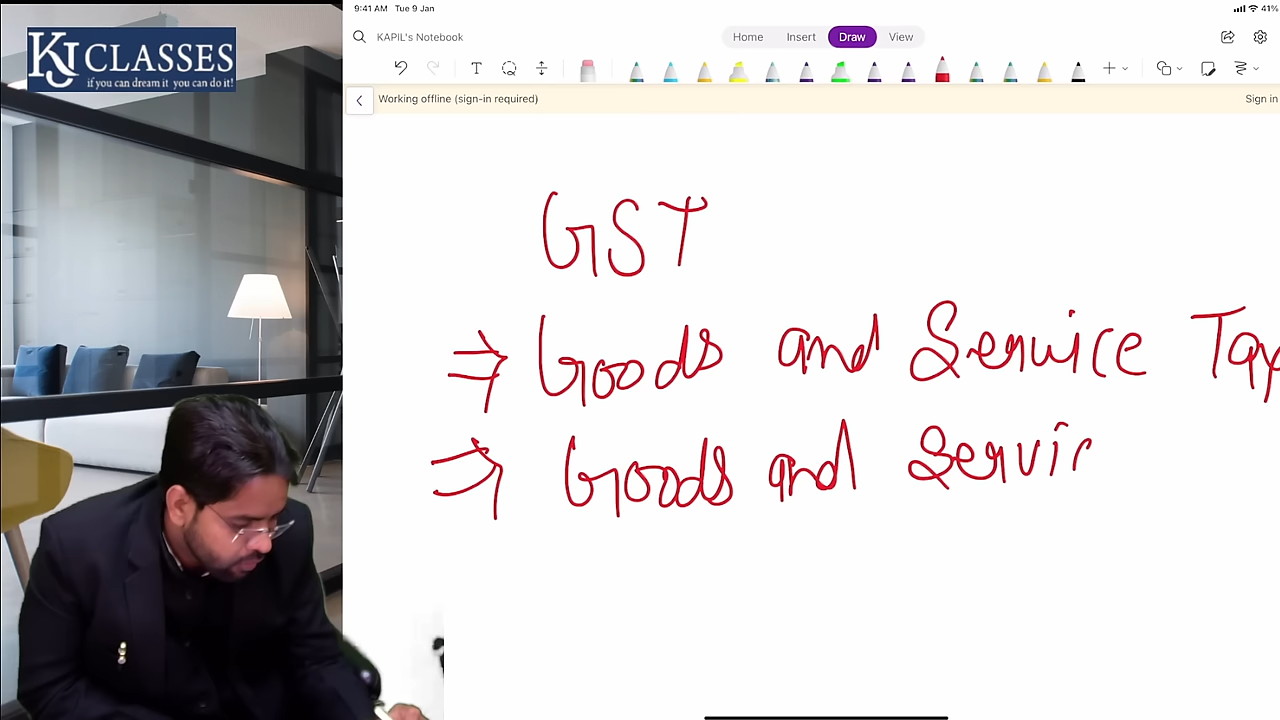 9:41 AM Tue 9 Jan
41%
KJ CLASSES
if you can dream it you can do it!
KAPIL's Notebook
Home Insert Draw View
Working offline (sign-in required)
Sign in
GST
⇒ Goods and Service Tax
⇒ Goods and Servic